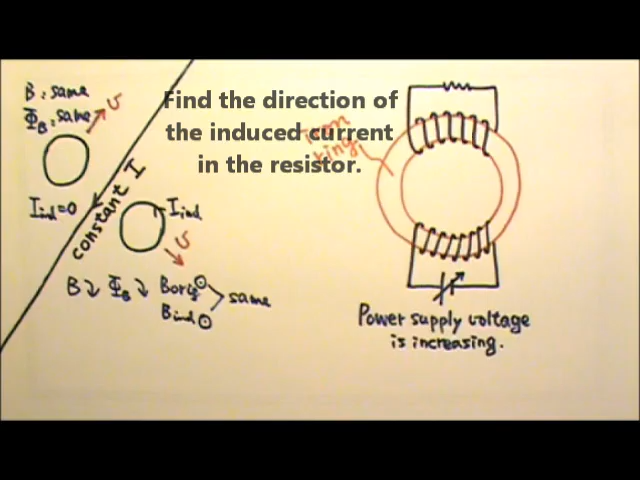 B : same
Φ_B : same
v
Find the direction of
the induced current
in the resistor.
iron
ring
I_ind=0
constant I
I_ind
v
B↓ Φ_B↓ B_orig ⊙
B_ind ⊙
same
Power supply voltage
is increasing.